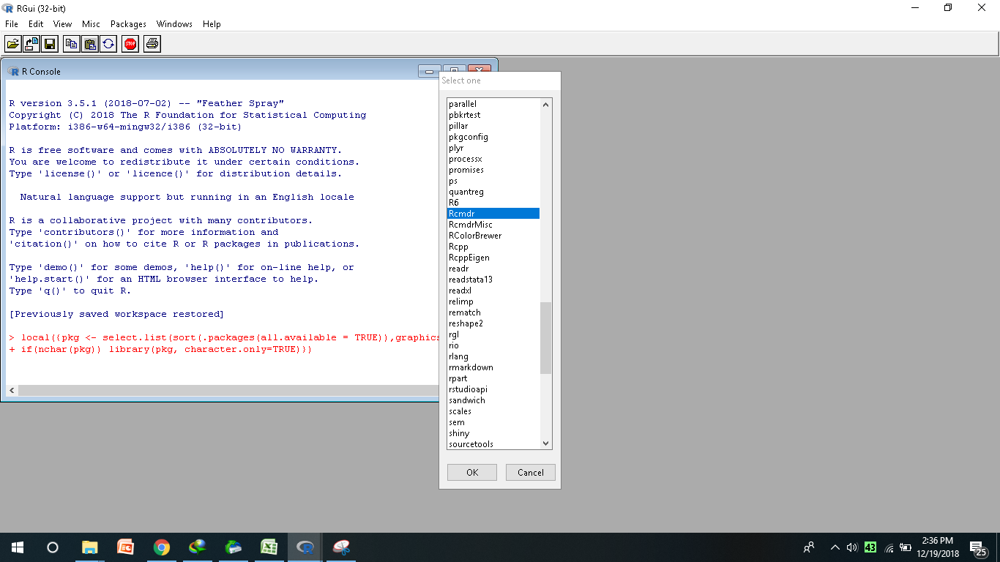 RGui (32-bit)
File Edit View Misc Packages Windows Help
STOP
R Console
R version 3.5.1 (2018-07-02) -- "Feather Spray"
Copyright (C) 2018 The R Foundation for Statistical Computing
Platform: i386-w64-mingw32/i386 (32-bit)
R is free software and comes with ABSOLUTELY NO WARRANTY.
You are welcome to redistribute it under certain conditions.
Type 'license()' or 'licence()' for distribution details.
Natural language support but running in an English locale
R is a collaborative project with many contributors.
Type 'contributors()' for more information and
'citation()' on how to cite R or R packages in publications.
Type 'demo()' for some demos, 'help()' for on-line help, or
'help.start()' for an HTML browser interface to help.
Type 'q()' to quit R.
[Previously saved workspace restored]
> local({pkg <- select.list(sort(.packages(all.available = TRUE)),graphics
+ if(nchar(pkg)) library(pkg, character.only=TRUE)})
Select one
parallel
pbkrtest
pillar
pkgconfig
plyr
processx
promises
ps
quantreg
R6
Rcmdr
RcmdrMisc
RColorBrewer
Rcpp
RcppEigen
readr
readstata13
readxl
relimp
rematch
reshape2
rgl
rio
rlang
rmarkdown
rpart
rstudioapi
sandwich
scales
sem
shiny
sourcetools
OK Cancel
43
2:36 PM
12/19/2018
25